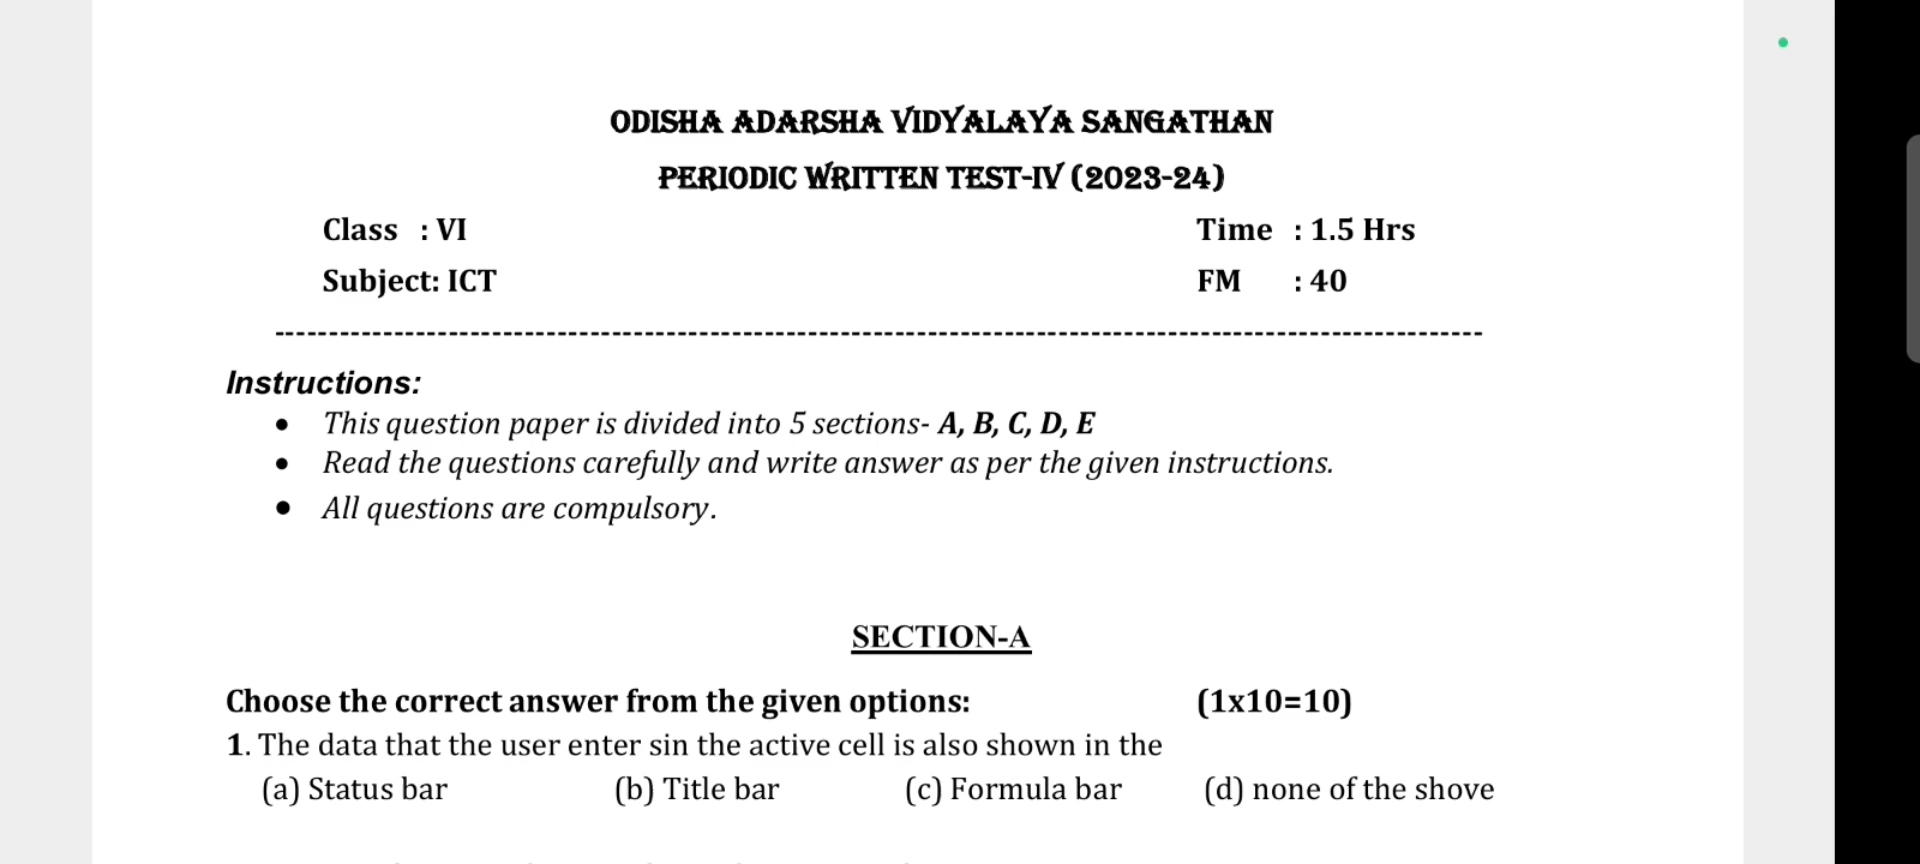 ODISHA ADARSHA VIDYALAYA SANGATHAN
PERIODIC WRITTEN TEST-IV (2023-24)
Class : VI Time : 1.5 Hrs
Subject: ICT FM : 40
--------------------------------------------------------------------------------------------------------------
Instructions:
• This question paper is divided into 5 sections- A, B, C, D, E
• Read the questions carefully and write answer as per the given instructions.
• All questions are compulsory.
SECTION-A
Choose the correct answer from the given options: (1x10=10)
1. The data that the user enter sin the active cell is also shown in the
(a) Status bar (b) Title bar (c) Formula bar (d) none of the shove